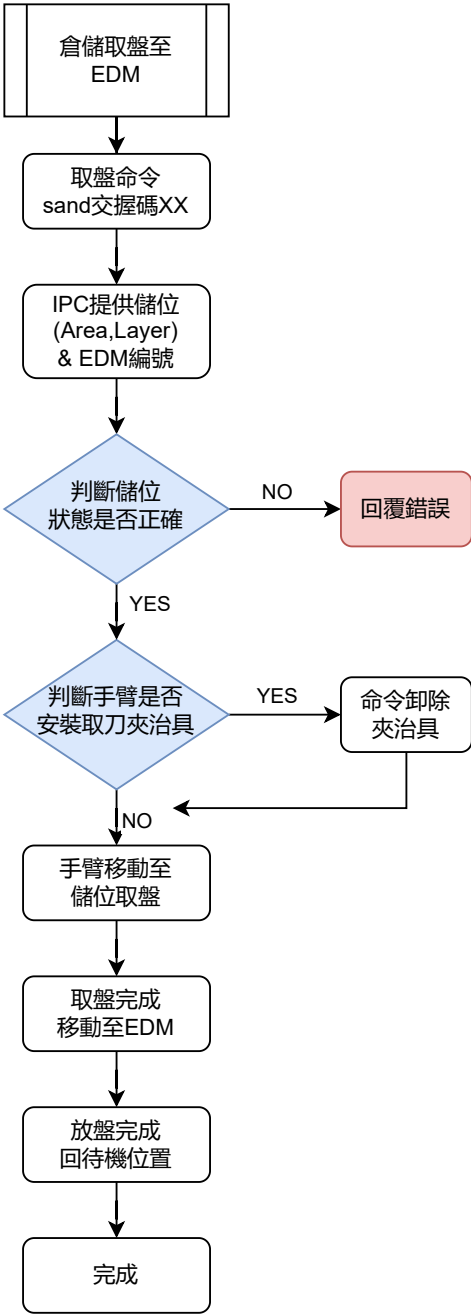 倉儲取盤至
EDM
取盤命令
sand交握碼XX
IPC提供儲位
(Area,Layer)
& EDM編號
判斷儲位
狀態是否正確
NO
回覆錯誤
YES
判斷手臂是否
安裝取刀夾治具
YES
命令卸除
夾治具
NO
手臂移動至
儲位取盤
取盤完成
移動至EDM
放盤完成
回待機位置
完成